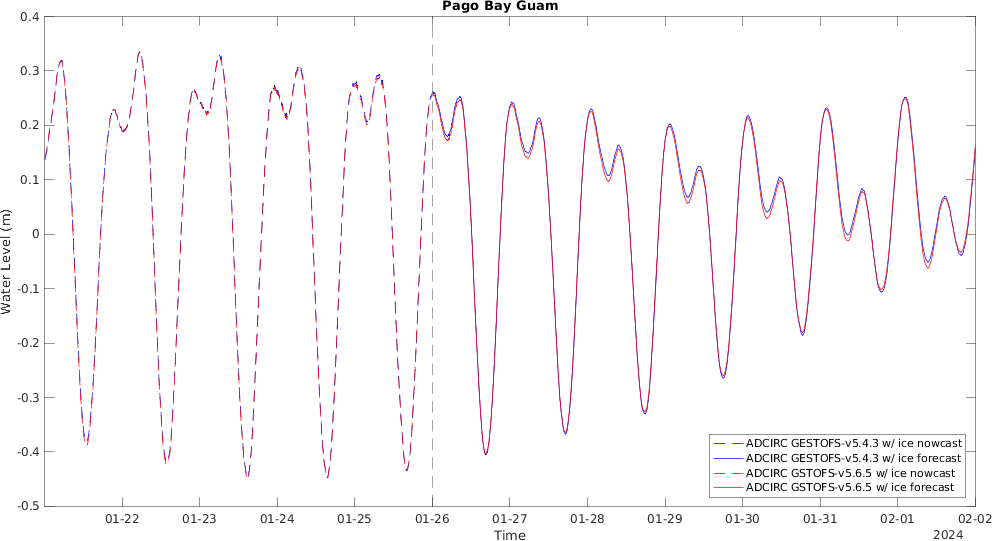 Pago Bay Guam
0.4
0.3
0.2
0.1
0
-0.1
-0.2
-0.3
-0.4
-0.5
Water Level (m)
ADCIRC GESTOFS-v5.4.3 w/ ice nowcast
ADCIRC GESTOFS-v5.4.3 w/ ice forecast
ADCIRC GSTOFS-v5.6.5 w/ ice nowcast
ADCIRC GSTOFS-v5.6.5 w/ ice forecast
01-22 01-23 01-24 01-25 01-26 01-27 01-28 01-29 01-30 01-31 02-01 02-02
Time
2024